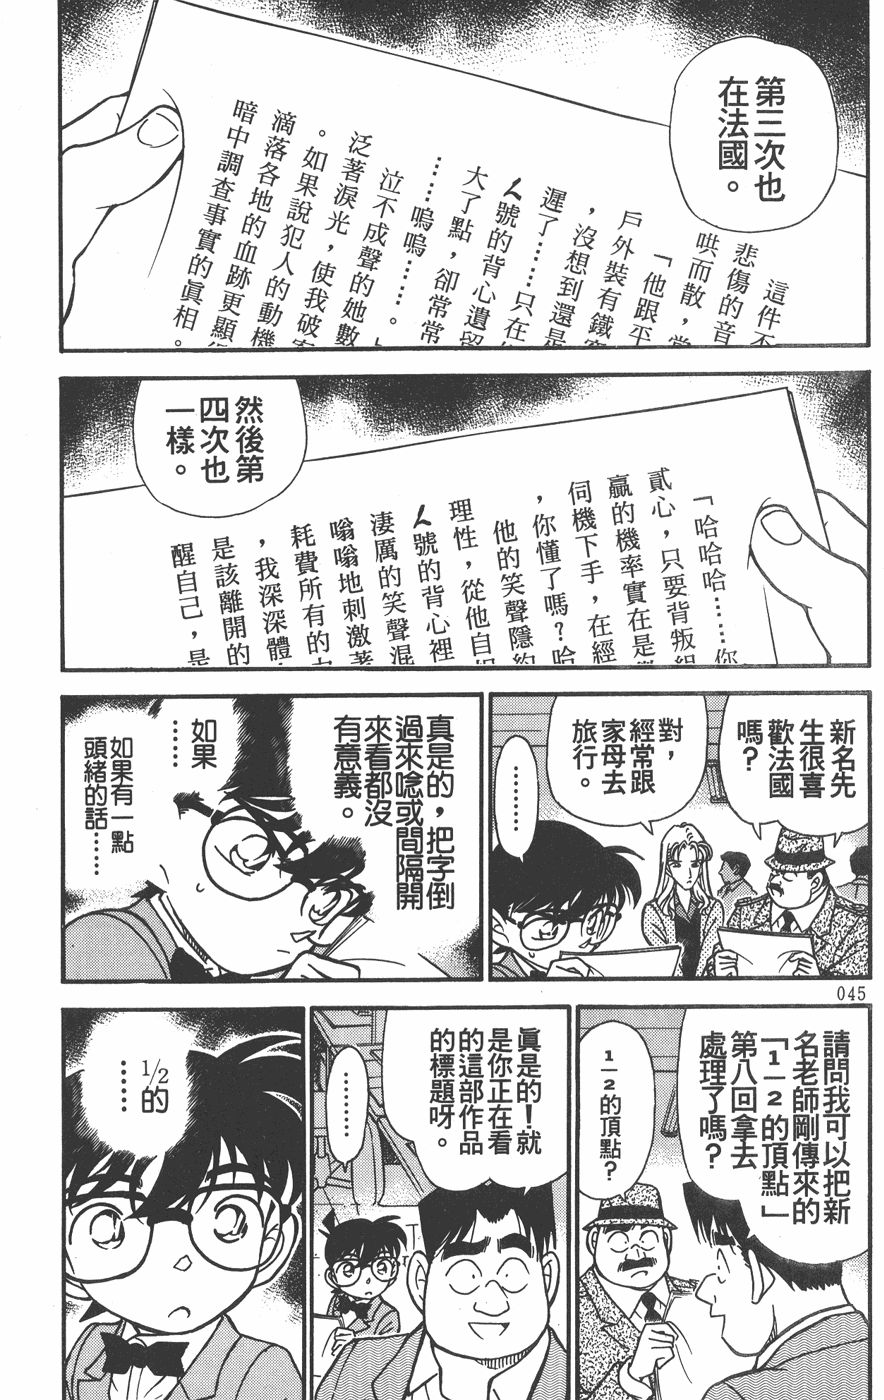 第三次也
在法國。
這件不
悲傷的音
哄而散，當
「他跟平
戶外裝有鐵
，沒想到還是
遲了……只在
人號的背心遺留
大了點，卻常常
……嗚嗚……。」
泣不成聲的她數
泛著淚光，使我破案
。如果說犯人的動機
滴落各地的血跡更顯得
暗中調查事實的真相。
然後第
四次也
一樣。
「哈哈哈……你
貳心，只要背叛組
贏的機率實在是
伺機下手，在經
，你懂了嗎？哈
他的笑聲隱約
理性，從他自
人號的背心裡
淒厲的笑聲混
嗡嗡地刺激著
耗費所有的
，我深深體
是該離開的
醒自己，是
新名先
生很喜
歡法國
嗎？
對，
經常跟
家母去
旅行。
………
真是的，把字倒
過來唸或間隔開
來看都沒
有意義。
如果
……
如果有一點
頭緒的話……
045
請問我可以把新
名老師剛傳來的
「1—2的頂點」
第八回拿去
處理了嗎？
1—2的頂點？
真是的！就
是你正在看
的這部作品
的標題呀。
………
1/2的
……